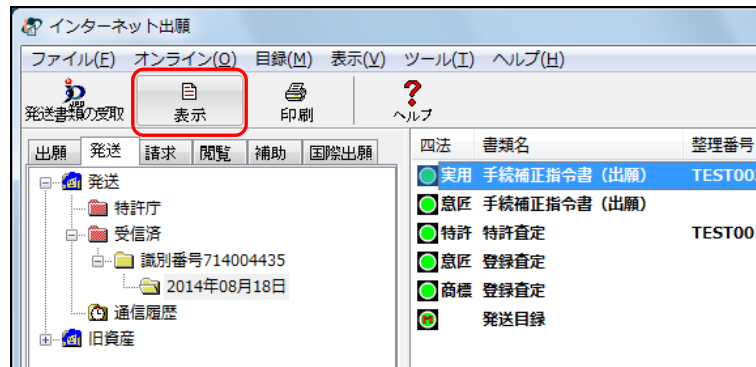 インターネット出願
ファイル(F) オンライン(O) 目録(M) 表示(V) ツール(T) ヘルプ(H)
発送書類の受取 表示 印刷 ヘルプ
出願 発送 請求 閲覧 補助 国際出願
四法 書類名 整理番号
実用 手続補正指令書（出願） TEST00
意匠 手続補正指令書（出願）
特許 特許査定 TEST00
意匠 登録査定
商標 登録査定
発送目録
発送
特許庁
受信済
識別番号714004435
2014年08月18日
通信履歴
旧資産